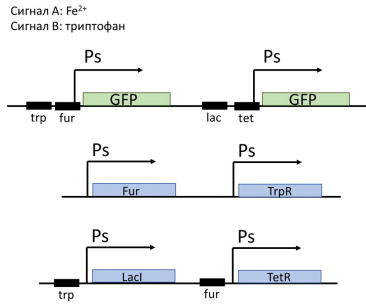 Сигнал А: Fe²⁺
Сигнал В: триптофан
Ps Ps
GFP GFP
trp fur lac tet
Ps Ps
Fur TrpR
Ps Ps
LacI TetR
trp fur